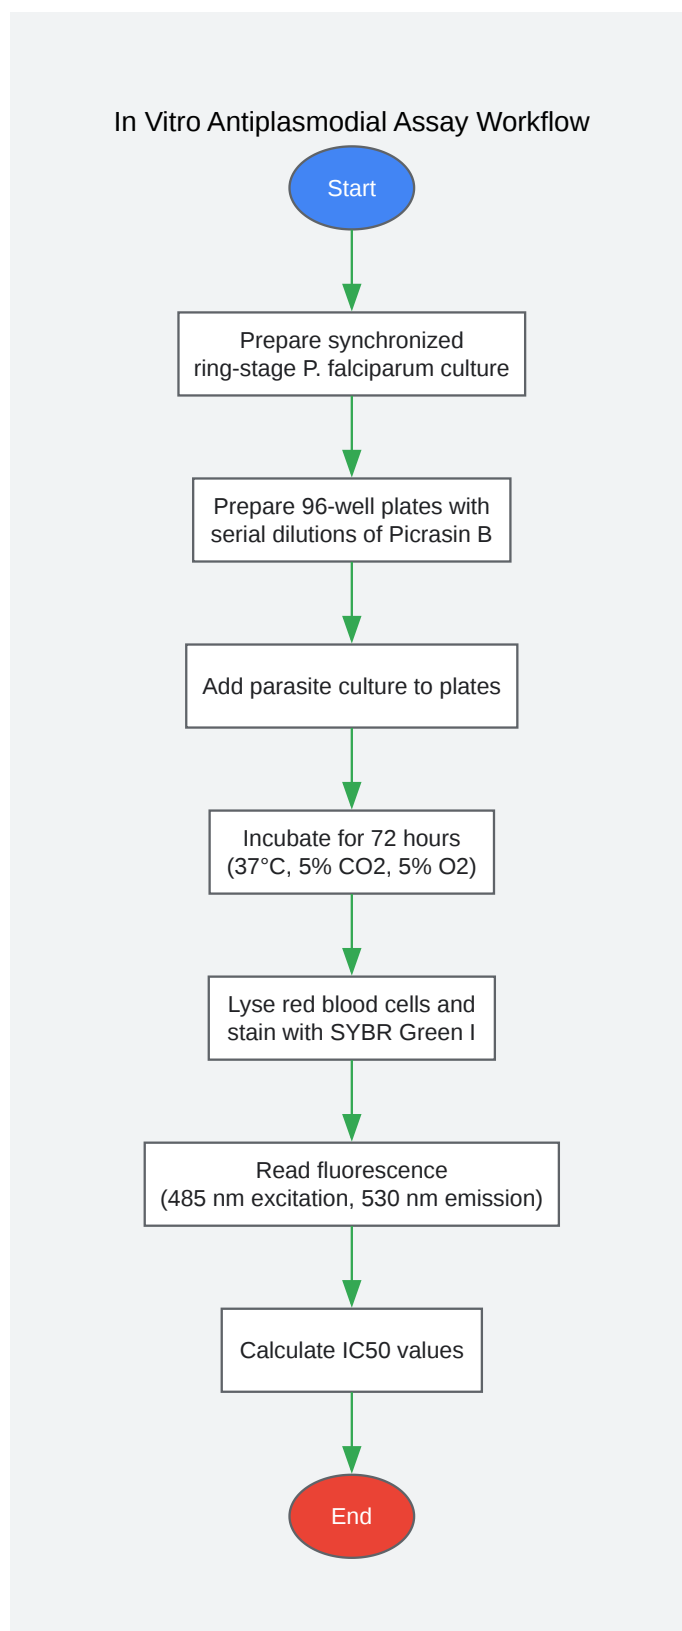 In Vitro Antiplasmodial Assay Workflow
Start
Prepare synchronized
ring-stage P. falciparum culture
Prepare 96-well plates with
serial dilutions of Picrasin B
Add parasite culture to plates
Incubate for 72 hours
(37°C, 5% CO2, 5% O2)
Lyse red blood cells and
stain with SYBR Green I
Read fluorescence
(485 nm excitation, 530 nm emission)
Calculate IC50 values
End